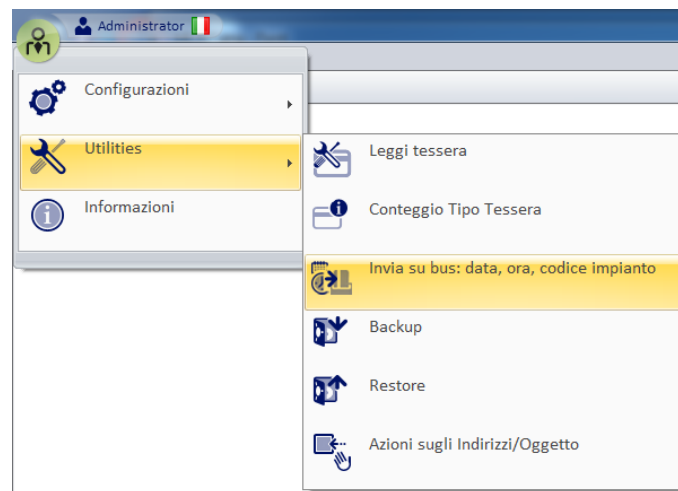 Administrator
Configurazioni
Utilities
Informazioni
Leggi tessera
Conteggio Tipo Tessera
Invia su bus: data, ora, codice impianto
Backup
Restore
Azioni sugli Indirizzi/Oggetto